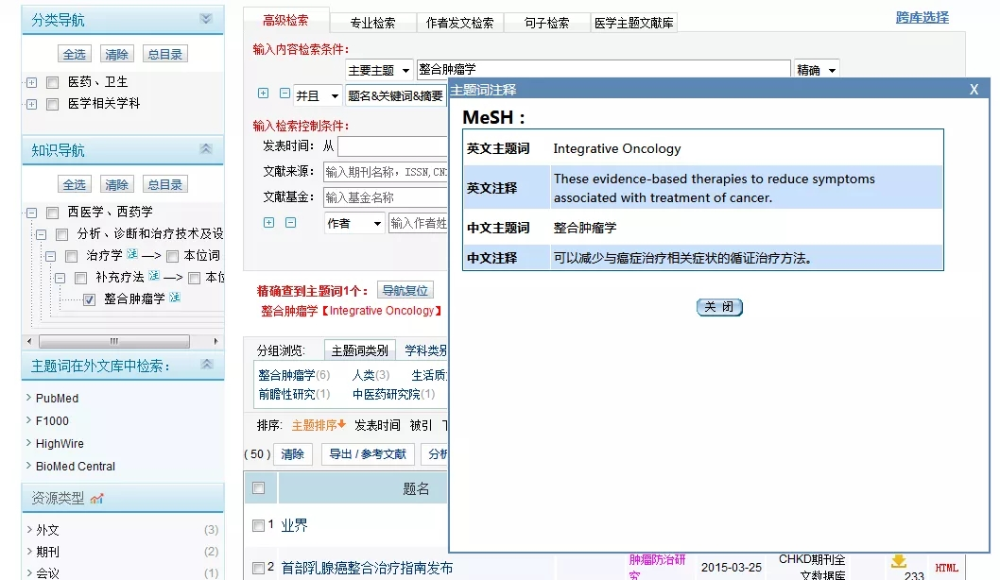 分类导航
全选 清除 总目录
医药、卫生
医学相关学科
知识导航
全选 清除 总目录
西医学、西药学
分析、诊断和治疗技术及设
治疗学 注 —> 本位词
补充疗法 注 —> 本位
整合肿瘤学 注
主题词在外文库中检索：
> PubMed
> F1000
> HighWire
> BioMed Central
资源类型
> 外文 (3)
> 期刊 (2)
> 会议 (1)
高级检索 专业检索 作者发文检索 句子检索 医学主题文献库
跨库选择
输入内容检索条件：
主要主题 整合肿瘤学 精确
并且 题名&关键词&摘要
输入检索控制条件：
发表时间：从
文献来源：输入期刊名称，ISSN,CN
文献基金：输入基金名称
作者 输入作者姓
精确查到主题词1个： 导航复位
整合肿瘤学【Integrative Oncology】
分组浏览： 主题词类别 学科类别
整合肿瘤学(6) 人类(3) 生活质
前瞻性研究(1) 中医药研究院(1)
排序: 主题排序 发表时间 被引
(50) 清除 导出 / 参考文献 分析
题名
1 业界
2 首部乳腺癌整合治疗指南发布
肿瘤防治研
究
2015-03-25
CHKD期刊全
文数据库
233
HTML
主题词注释 X
MeSH：
英文主题词 Integrative Oncology
英文注释 These evidence-based therapies to reduce symptoms
associated with treatment of cancer.
中文主题词 整合肿瘤学
中文注释 可以减少与癌症治疗相关症状的循证治疗方法。
关 闭